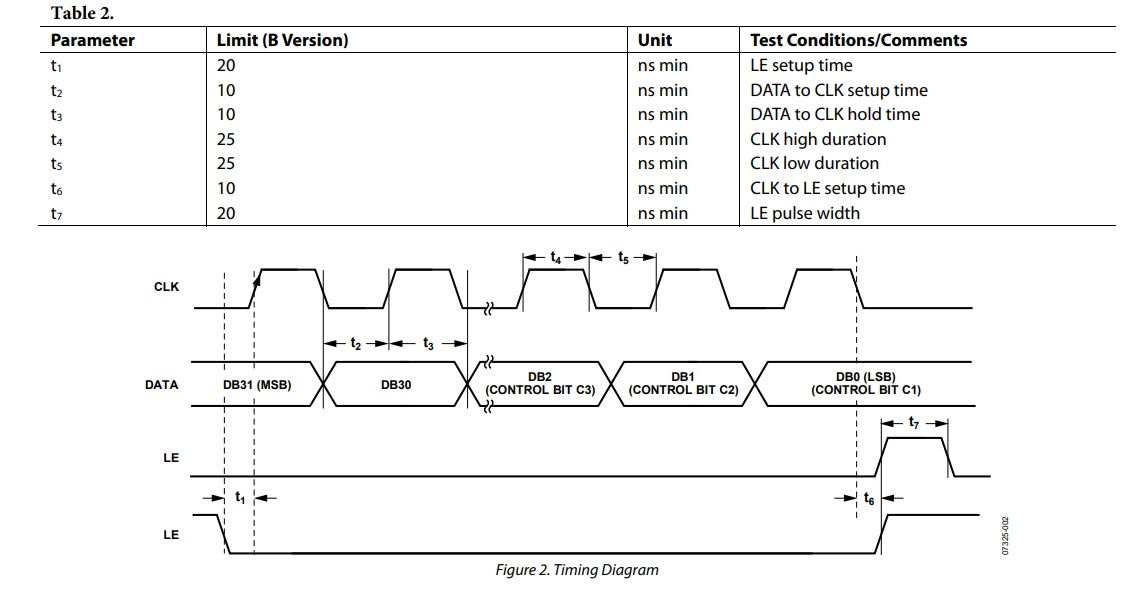 Table 2.
Parameter Limit (B Version) Unit Test Conditions/Comments
t1 20 ns min LE setup time
t2 10 ns min DATA to CLK setup time
t3 10 ns min DATA to CLK hold time
t4 25 ns min CLK high duration
t5 25 ns min CLK low duration
t6 10 ns min CLK to LE setup time
t7 20 ns min LE pulse width
t4 t5
CLK
t2 t3
DATA DB31 (MSB) DB30 DB2 (CONTROL BIT C3) DB1 (CONTROL BIT C2) DB0 (LSB) (CONTROL BIT C1)
t7
LE
t1 t6
LE
07325-002
Figure 2. Timing Diagram